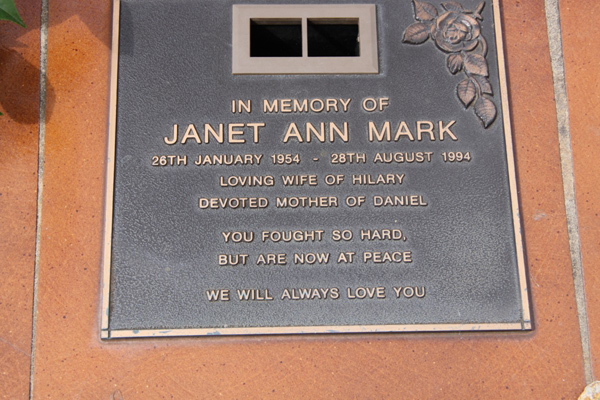 IN MEMORY OF
JANET ANN MARK
26TH JANUARY 1954 - 28TH AUGUST 1994
LOVING WIFE OF HILARY
DEVOTED MOTHER OF DANIEL
YOU FOUGHT SO HARD,
BUT ARE NOW AT PEACE
WE WILL ALWAYS LOVE YOU